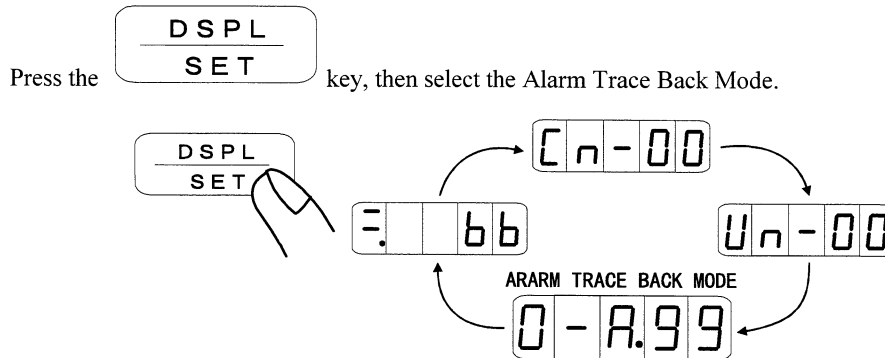 DSPL
Press the SET key, then select the Alarm Trace Back Mode.
Cn-00
DSPL
SET
-. bb
Un-00
ARARM TRACE BACK MODE
0-A.99